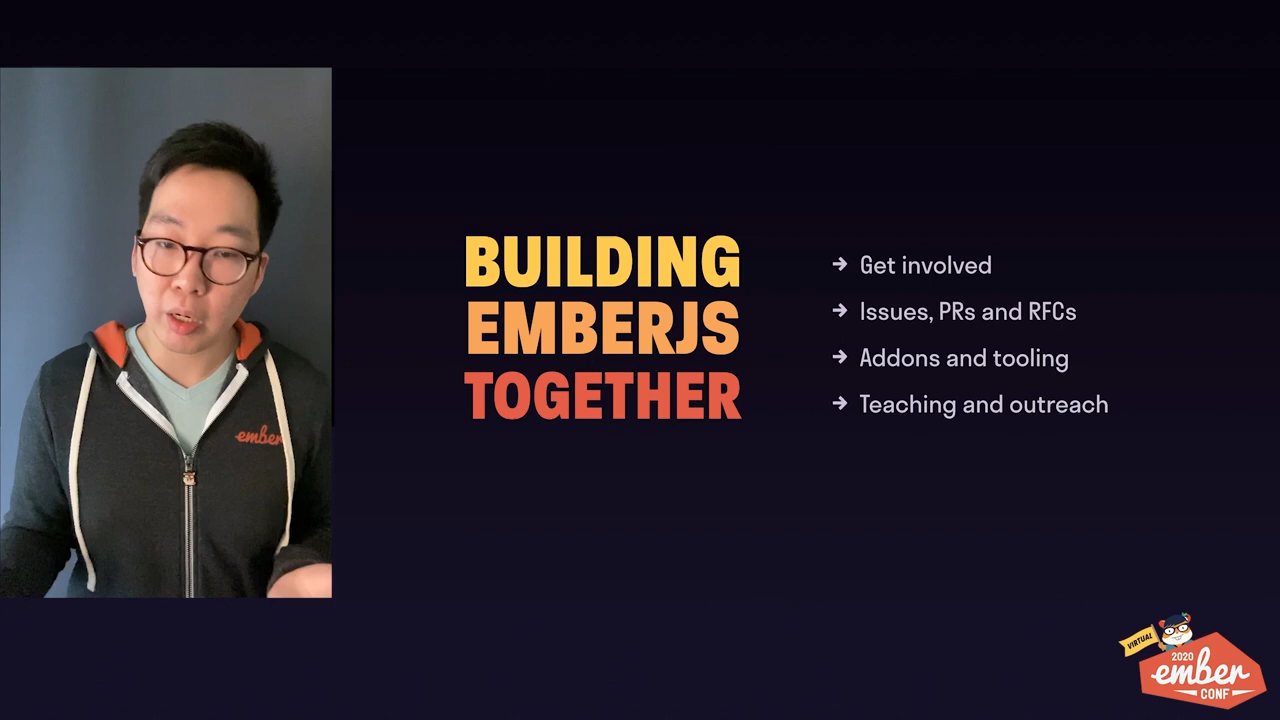 BUILDING
EMBERJS
TOGETHER
→ Get involved
→ Issues, PRs and RFCs
→ Addons and tooling
→ Teaching and outreach
ember
VIRTUAL
2020
ember
CONF